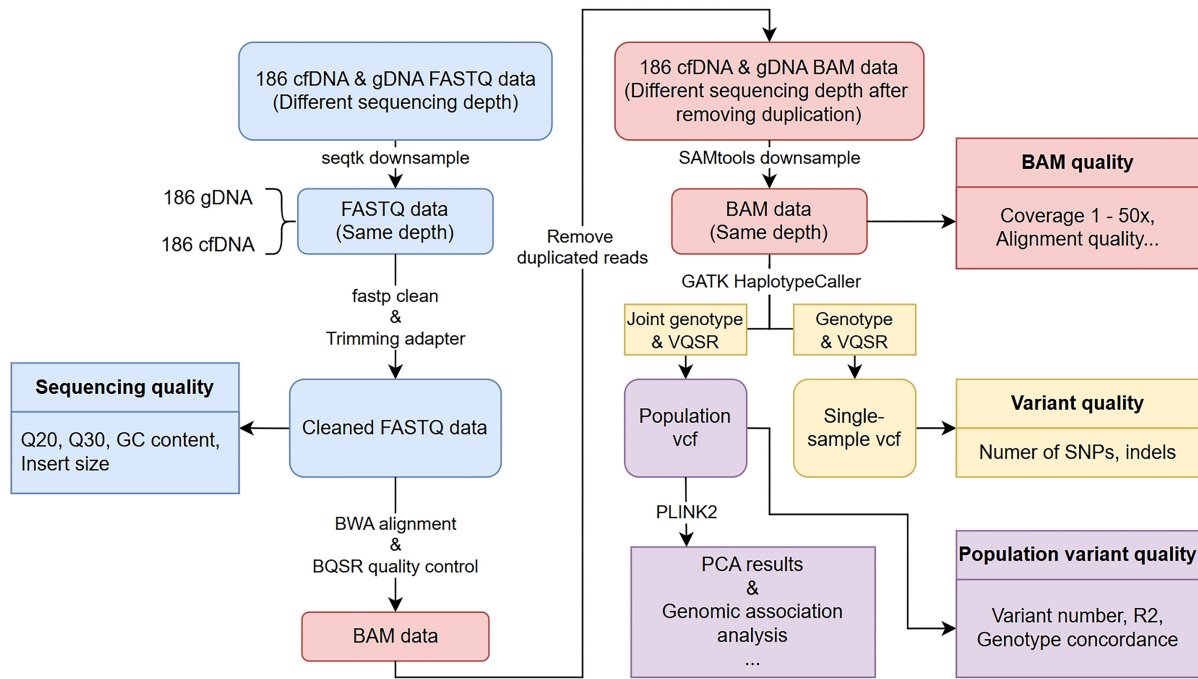 186 cfDNA & gDNA FASTQ data
(Different sequencing depth)
seqtk downsample
186 gDNA
186 cfDNA
FASTQ data
(Same depth)
fastp clean
&
Trimming adapter
Sequencing quality
Q20, Q30, GC content,
Insert size
Cleaned FASTQ data
BWA alignment
&
BQSR quality control
BAM data
Remove
duplicated reads
186 cfDNA & gDNA BAM data
(Different sequencing depth after
removing duplication)
SAMtools downsample
BAM data
(Same depth)
BAM quality
Coverage 1 - 50x,
Alignment quality...
GATK HaplotypeCaller
Joint genotype
& VQSR
Genotype
& VQSR
Population
vcf
Single-
sample vcf
Variant quality
Numer of SNPs, indels
PLINK2
PCA results
&
Genomic association
analysis
...
Population variant quality
Variant number, R2,
Genotype concordance